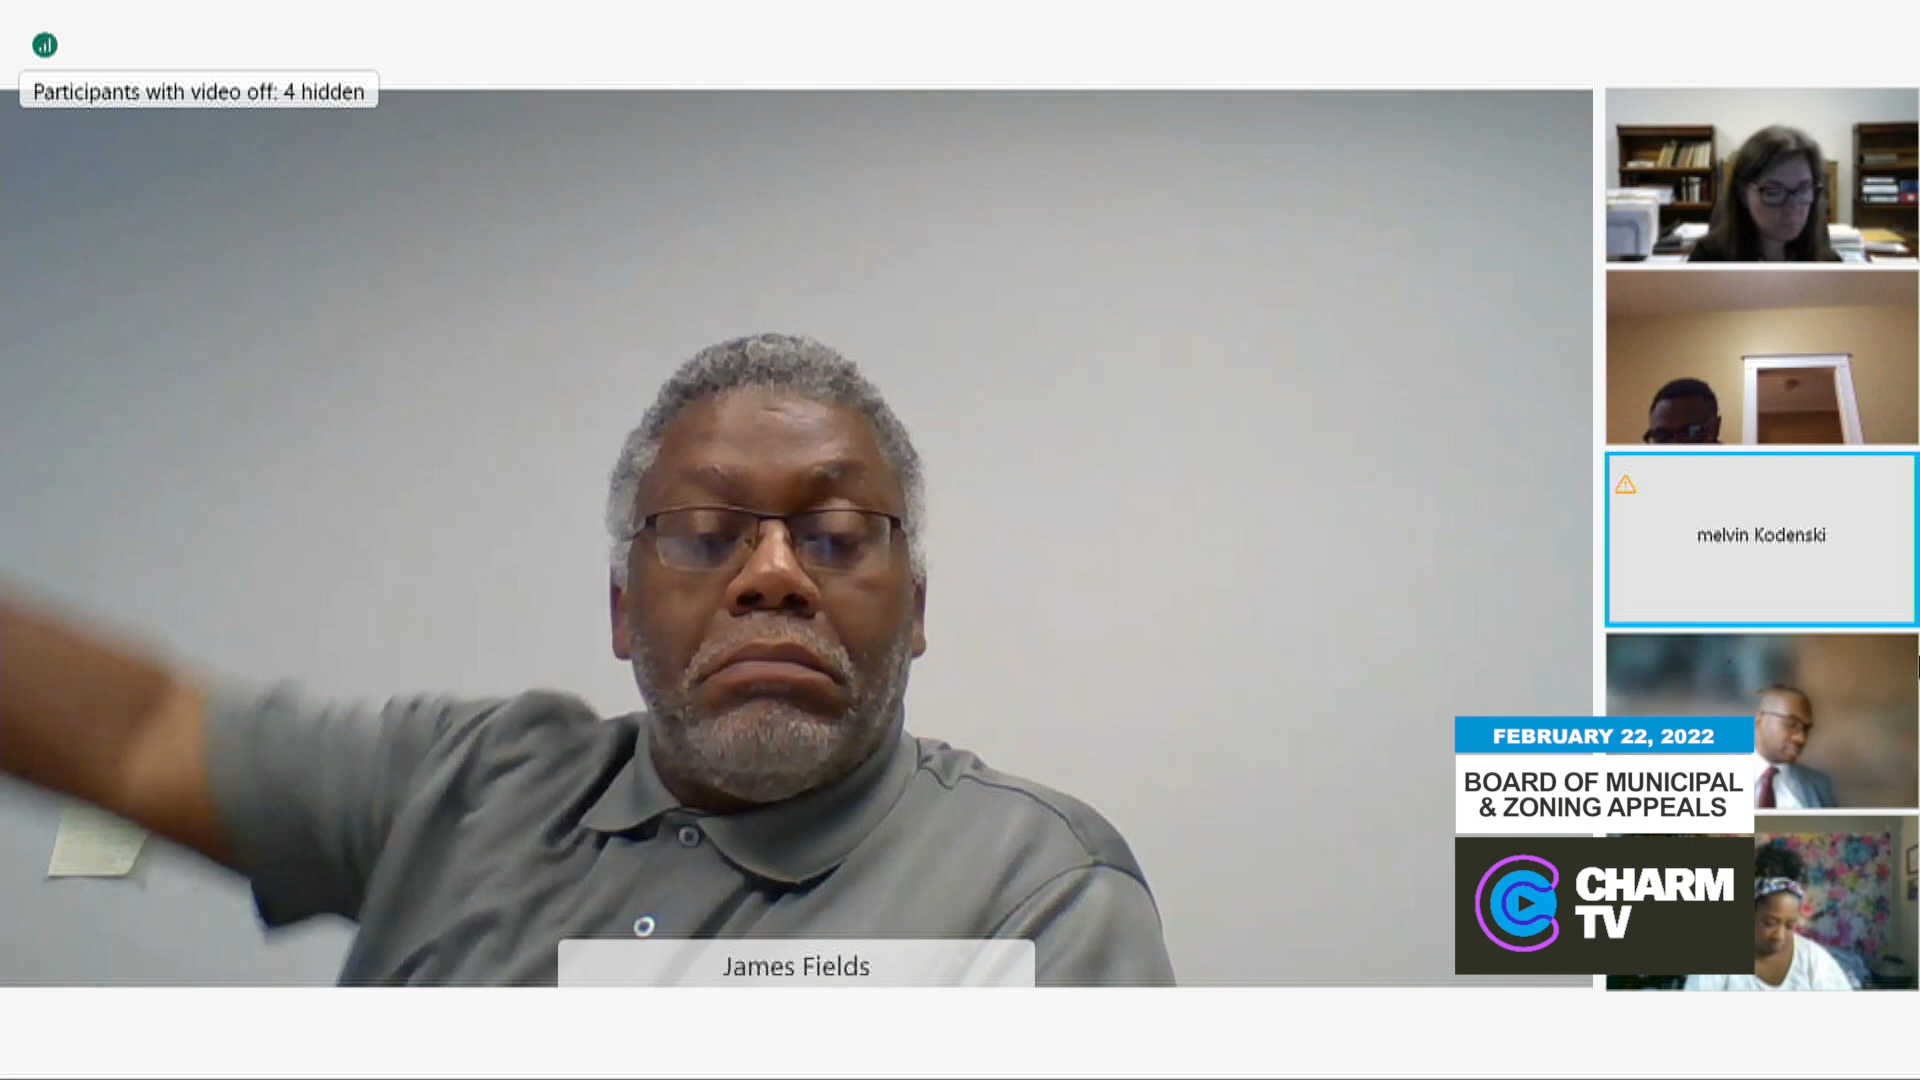 Participants with video off: 4 hidden
melvin Kodenski
FEBRUARY 22, 2022
BOARD OF MUNICIPAL
& ZONING APPEALS
CHARM
TV
James Fields